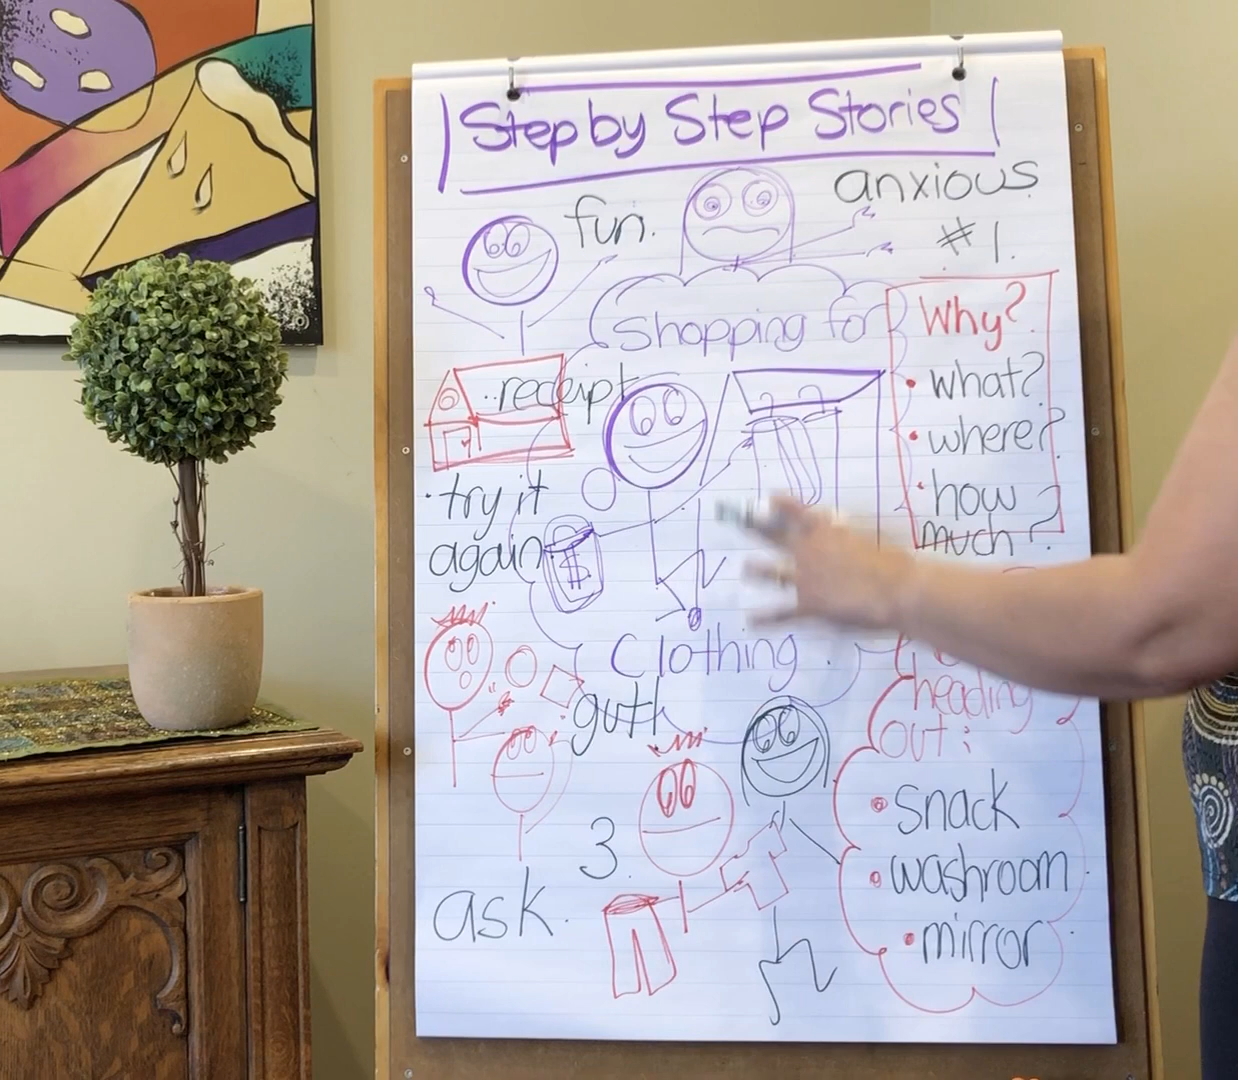 Step by Step Stories
fun.
anxious
#1.
Shopping for
Why?
• what?
• where?
• how
much?
receipt
• try it
again
$
Clothing
heading
out:
• snack
• washroom
• mirror
3.
ask.